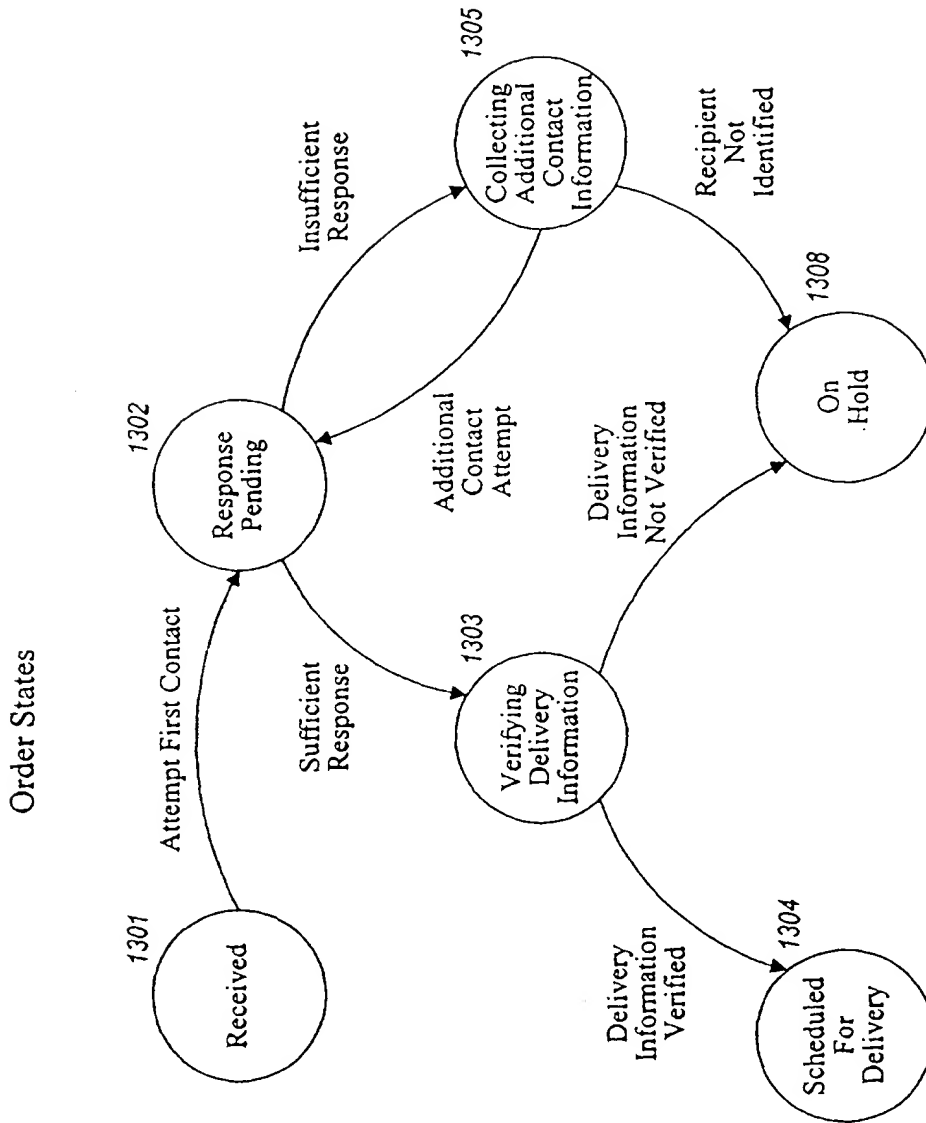 Order States
1301
Received
Attempt First Contact
1302
Response
Pending
Insufficient
Response
1305
Collecting
Additional
Contact
Information
Sufficient
Response
Additional
Contact
Attempt
1303
Verifying
Delivery
Information
Delivery
Information
Not Verified
Recipient
Not
Identified
Delivery
Information
Verified
1304
Scheduled
For
Delivery
1308
On
Hold